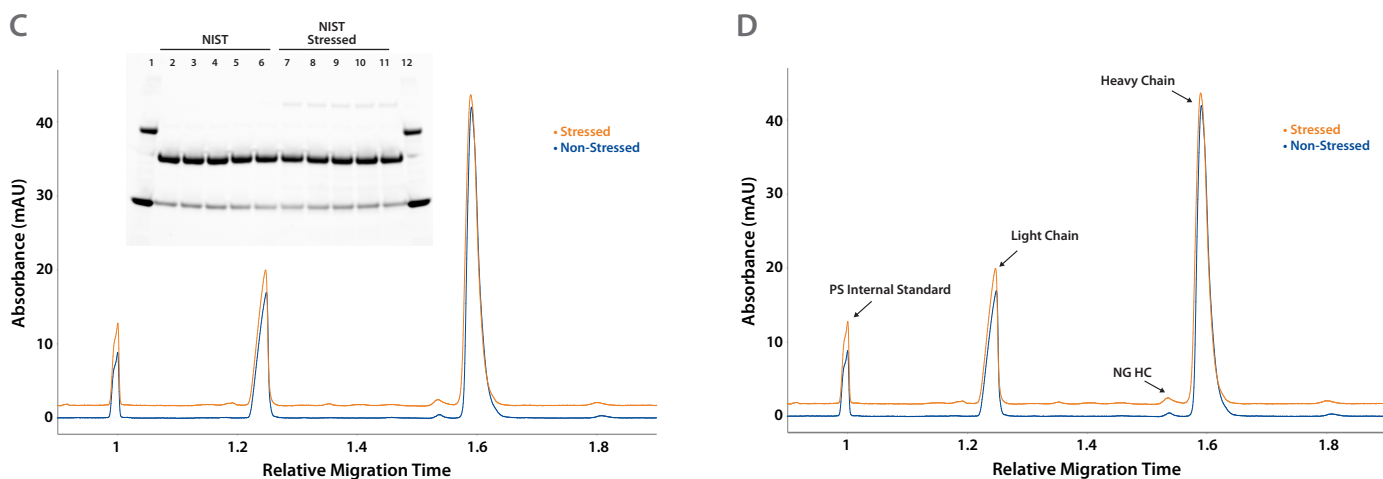 C
NIST
NIST
Stressed
1 2 3 4 5 6 7 8 9 10 11 12
• Stressed
• Non-Stressed
Absorbance (mAU)
40
30
20
10
0
1 1.2 1.4 1.6 1.8
Relative Migration Time
D
Heavy Chain
• Stressed
• Non-Stressed
Light Chain
PS Internal Standard
NG HC
Absorbance (mAU)
40
30
20
10
0
1 1.2 1.4 1.6 1.8
Relative Migration Time